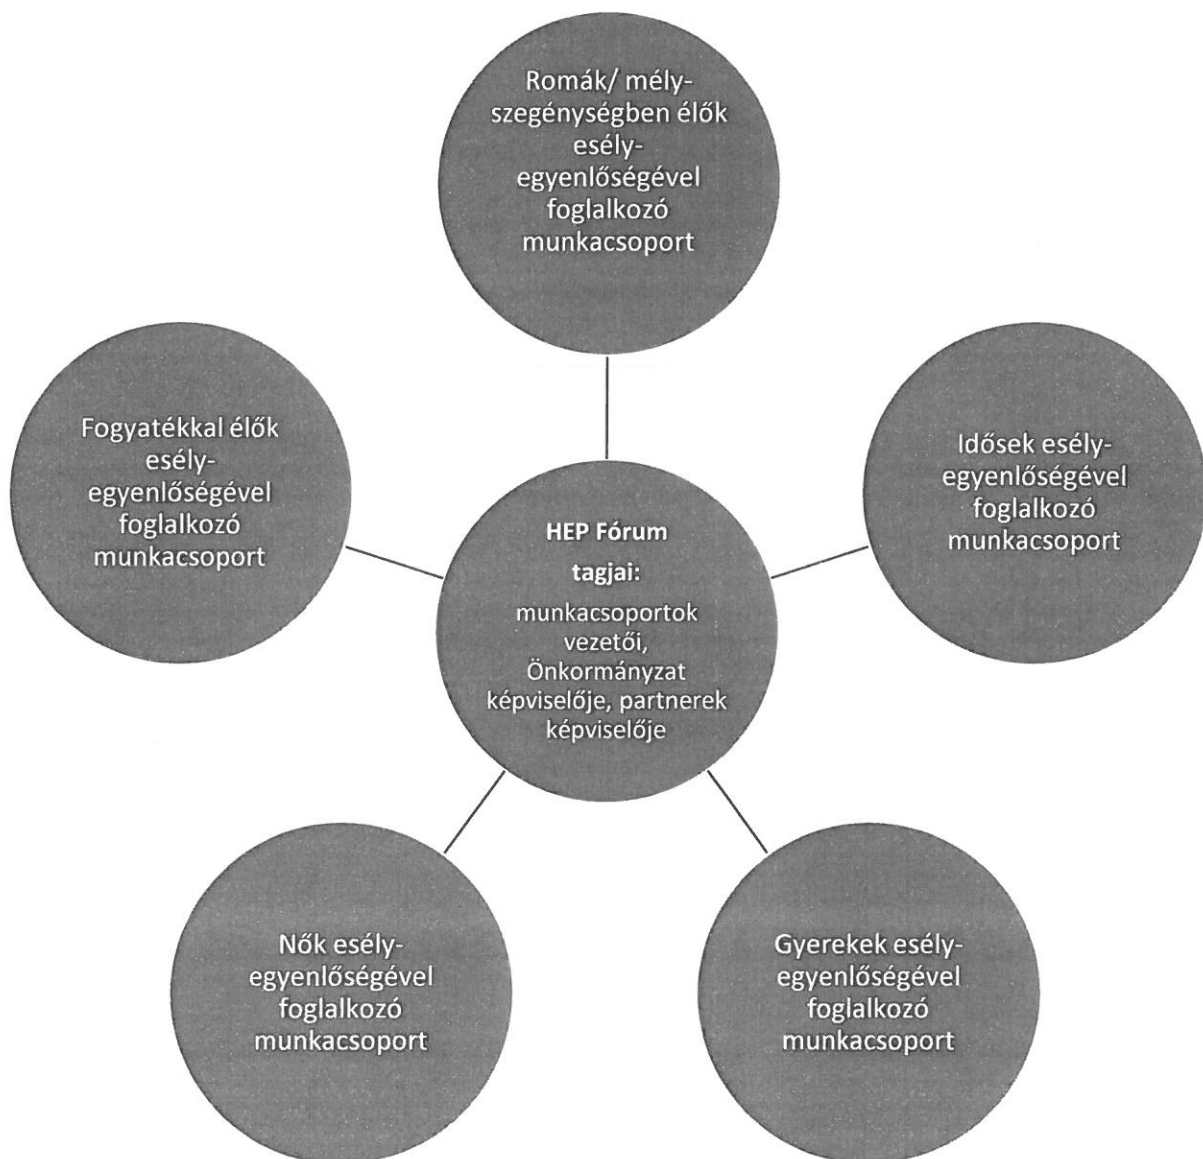 Romák/ mély-
szegénységben élők
esély-
egyenlőségével
foglalkozó
munkacsoport
Fogyatékkal élők
esély-
egyenlőségével
foglalkozó
munkacsoport
Idősek esély-
egyenlőségével
foglalkozó
munkacsoport
HEP Fórum
tagjai:
munkacsoportok
vezetői,
Önkormányzat
képviselője, partnerek
képviselője
Nők esély-
egyenlőségével
foglalkozó
munkacsoport
Gyerekek esély-
egyenlőségével
foglalkozó
munkacsoport